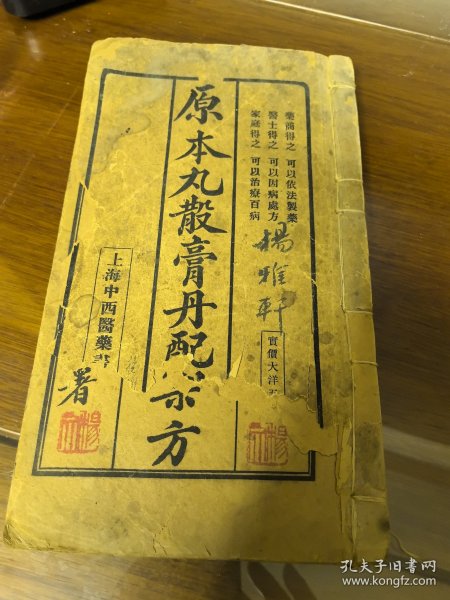 藥商得之 可以依法製藥
醫士得之 可以因病處方
家庭得之 可以治療百病
楊雅軒
實價大洋
原本丸散膏丹配方
上海中西醫藥書
著
孔夫子旧书网
www.kongfz.com